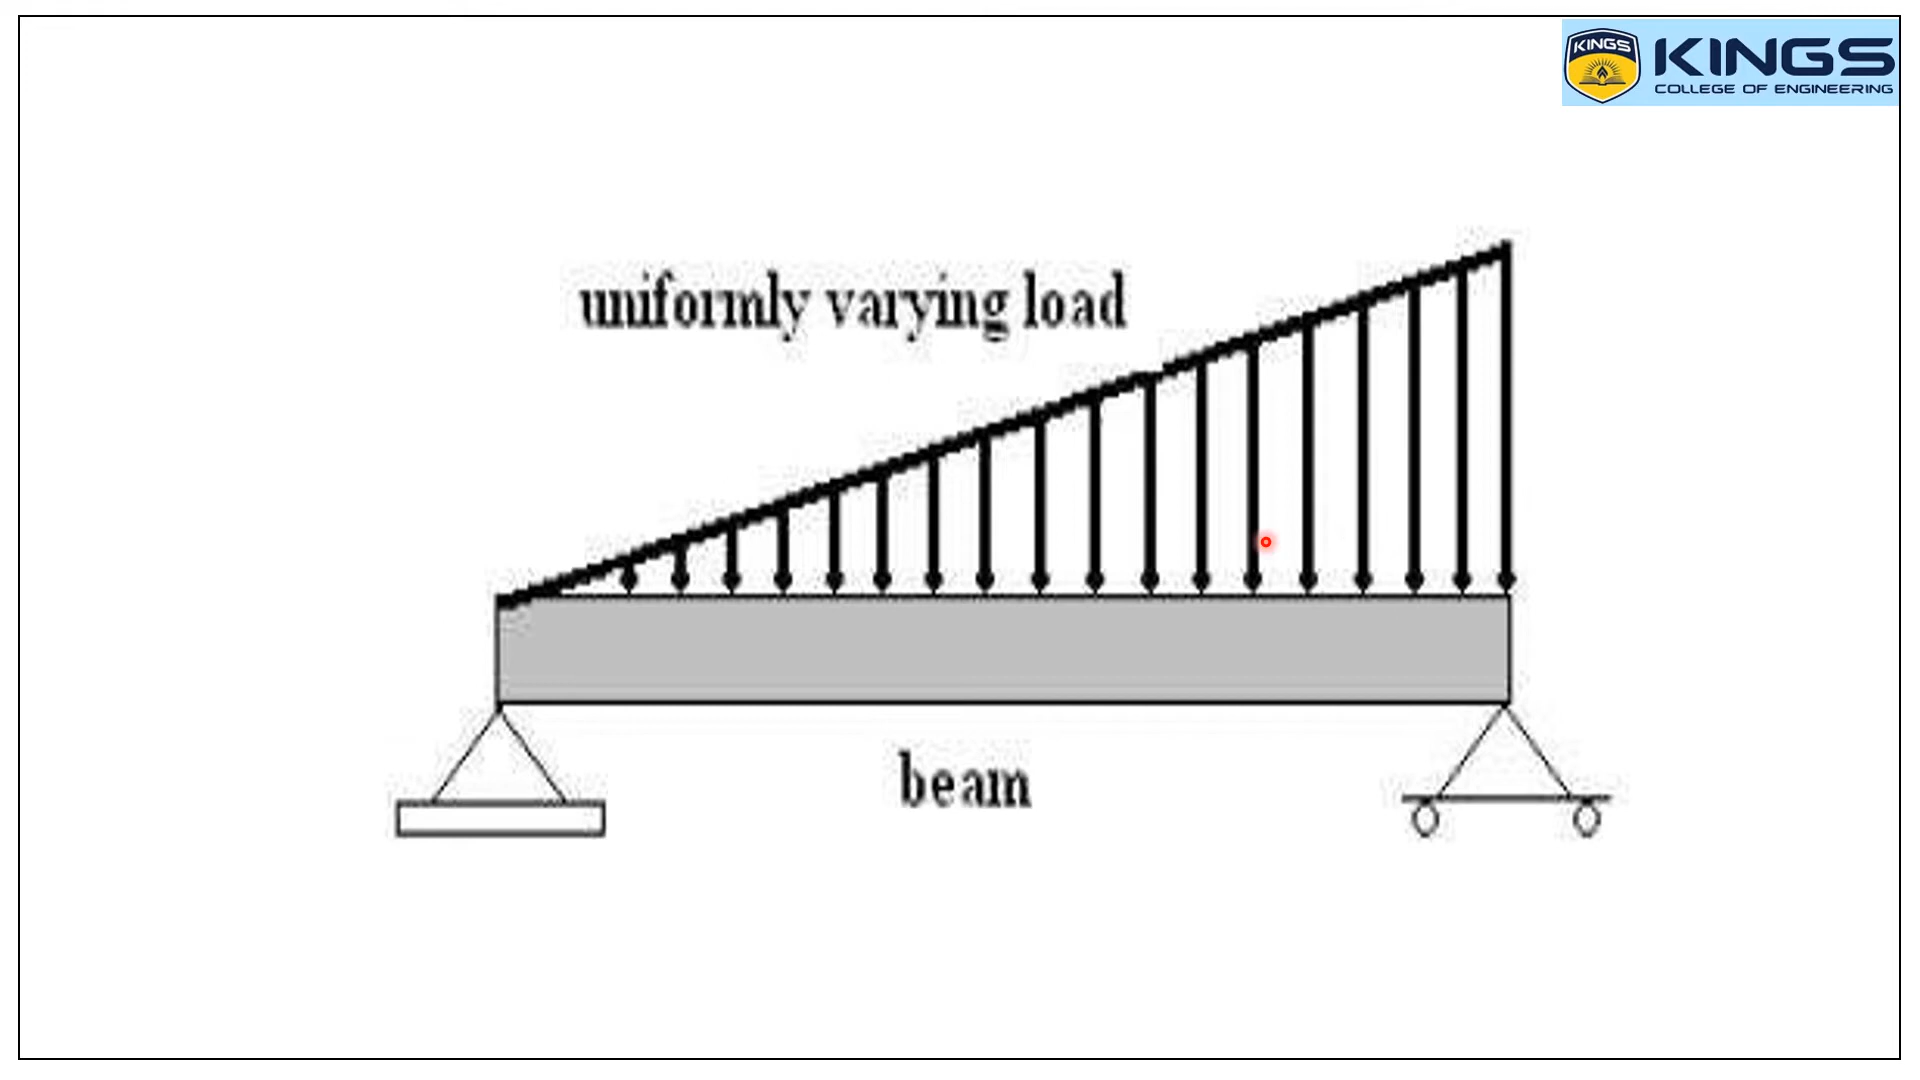 KINGS
KINGS
COLLEGE OF ENGINEERING
uniformly varying load
beam